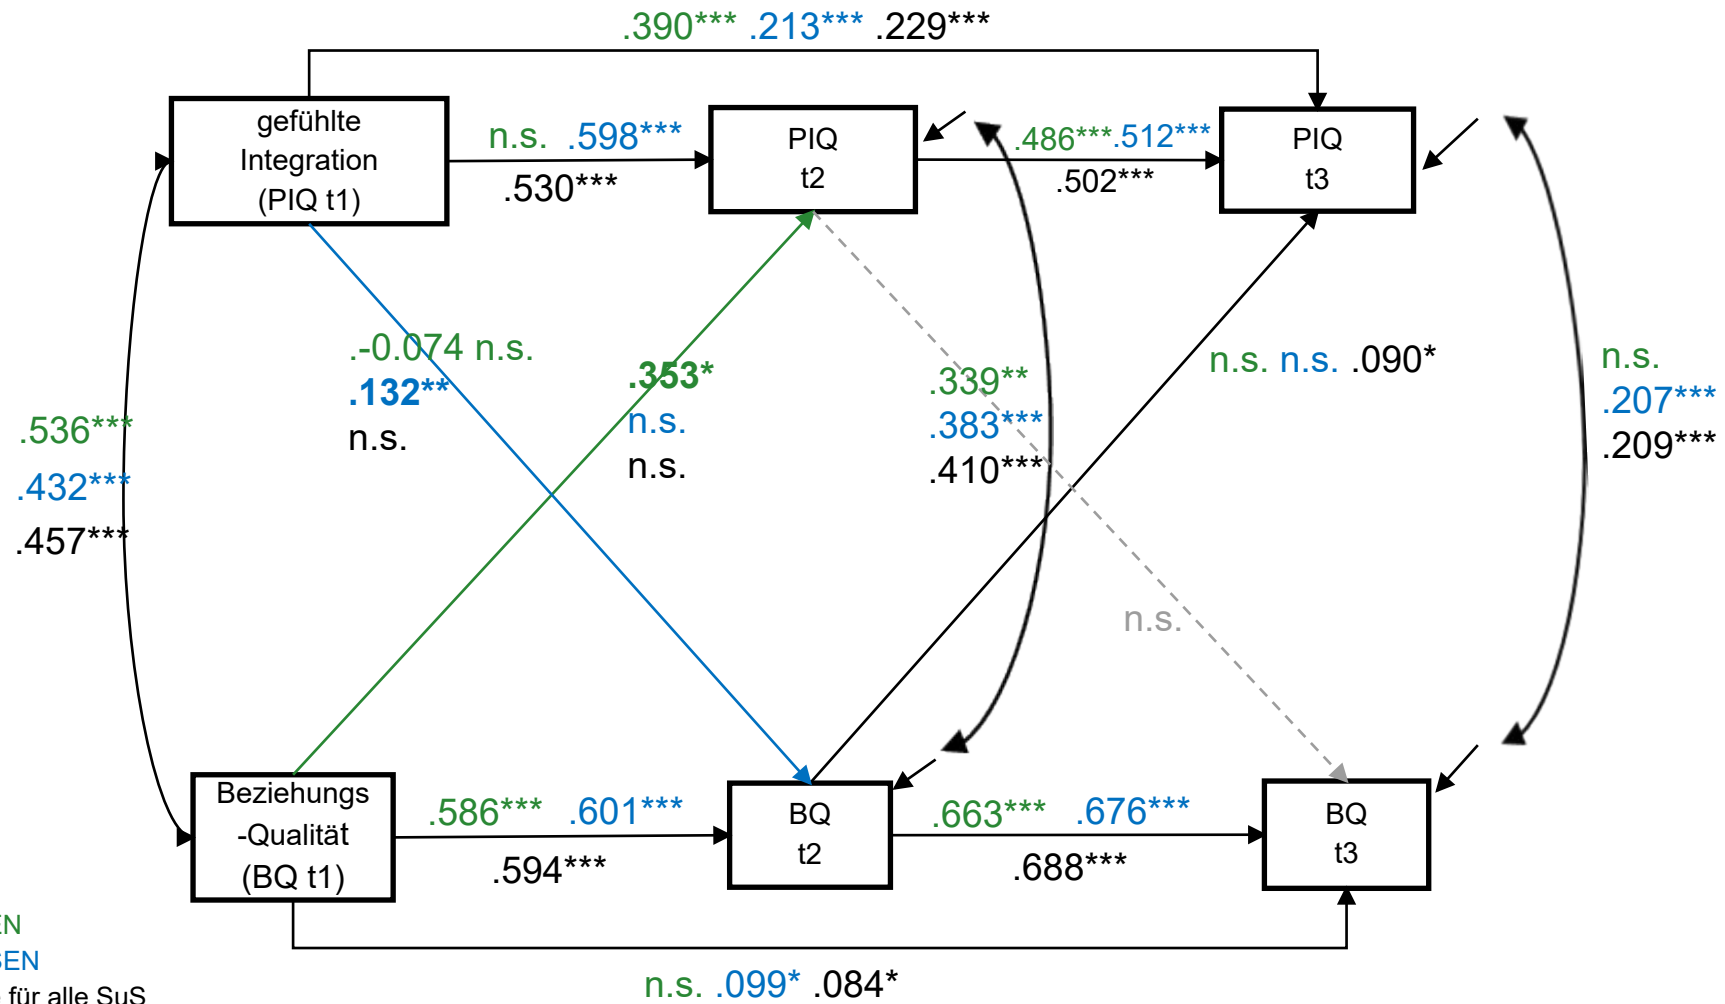 .390*** .213*** .229***
gefühlte
Integration
(PIQ t1)
n.s. .598***
.530***
PIQ
t2
.486*** .512***
.502***
PIQ
t3
.-0.074 n.s.
.132**
n.s.
.353*
n.s.
n.s.
.339**
.383***
.410***
n.s. n.s. .090*
n.s.
.207***
.209***
.536***
.432***
.457***
n.s.
Beziehungs
-Qualität
(BQ t1)
.586*** .601***
.594***
BQ
t2
.663*** .676***
.688***
BQ
t3
für alle SuS
n.s. .099* .084*